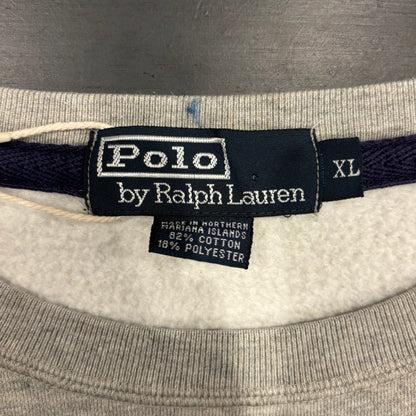 Polo
by Ralph Lauren
XL
MADE IN NORTHERN
MARIANA ISLANDS
82% COTTON
18% POLYESTER